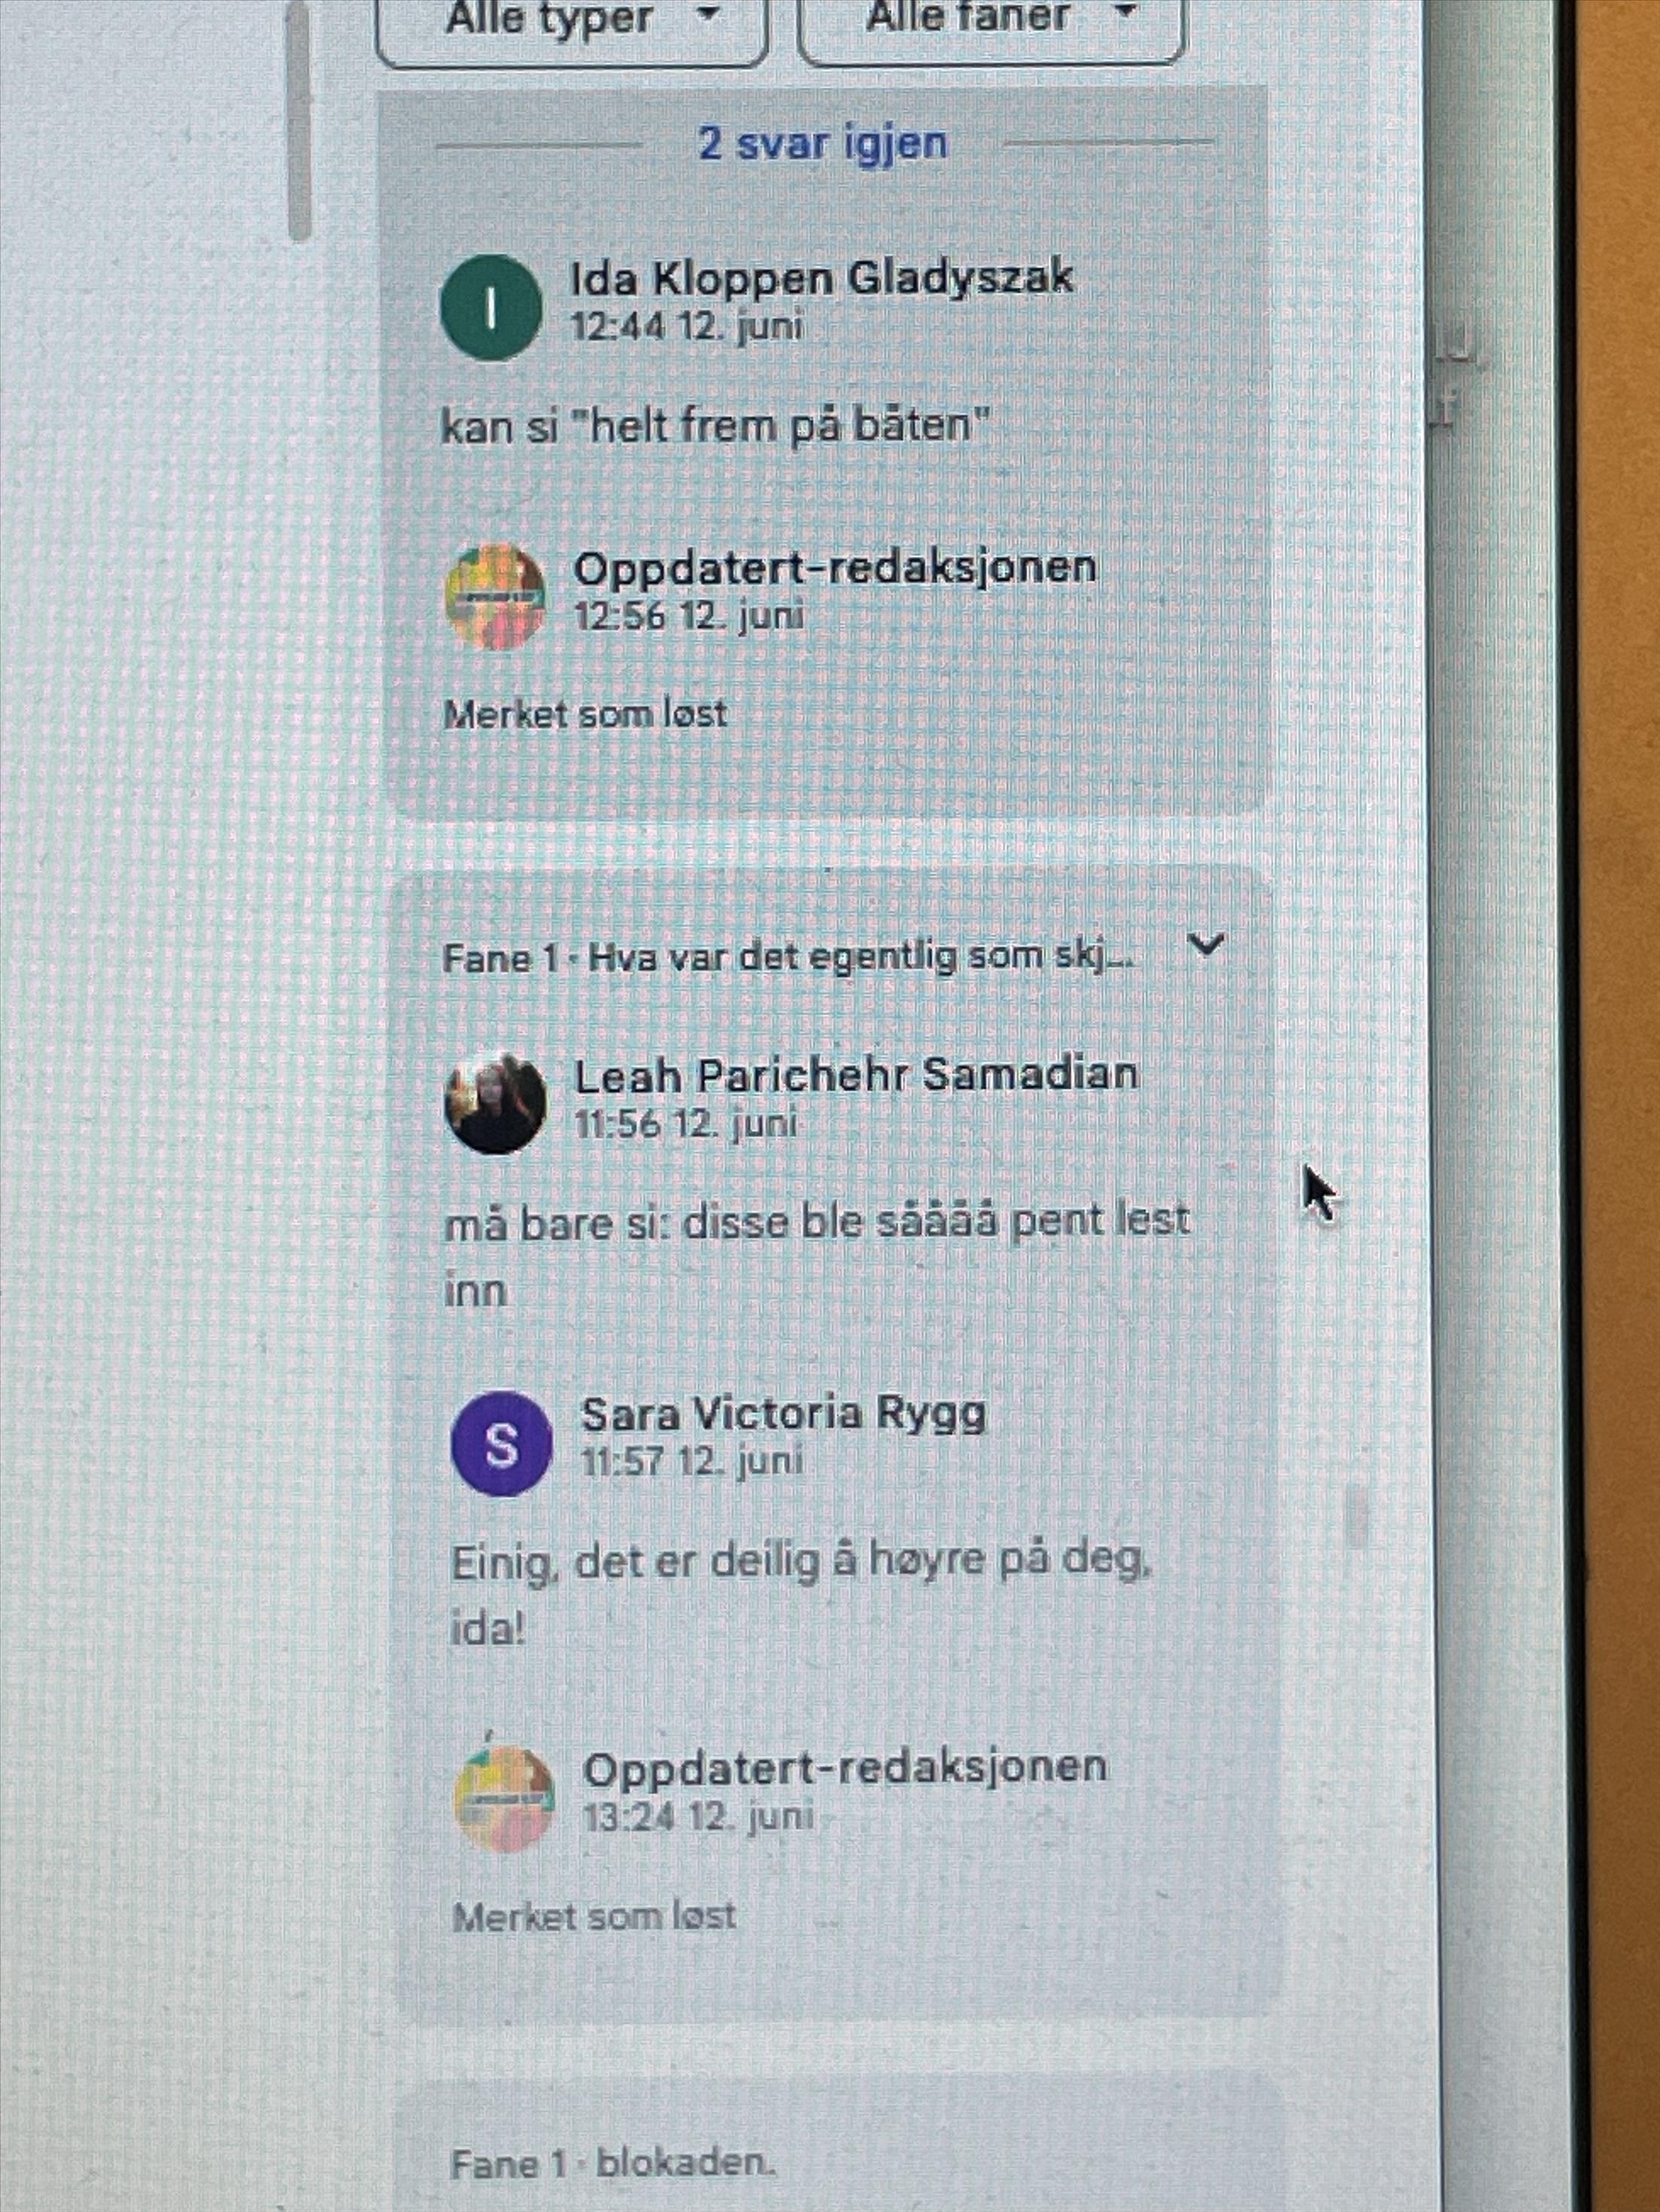 Alle typer
Alle faner
2 svar igjen
I
Ida Kloppen Gladyszak
12:44 12. juni
kan si "helt frem på båten"
Oppdatert-redaksjonen
12:56 12. juni
Merket som løst
Fane 1 · Hva var det egentlig som skj...
Leah Parichehr Samadian
11:56 12. juni
må bare si: disse ble såååå pent lest
inn
S
Sara Victoria Rygg
11:57 12. juni
Einig, det er deilig å høyre på deg,
ida!
Oppdatert-redaksjonen
13:24 12. juni
Merket som løst
Fane 1 · blokaden.